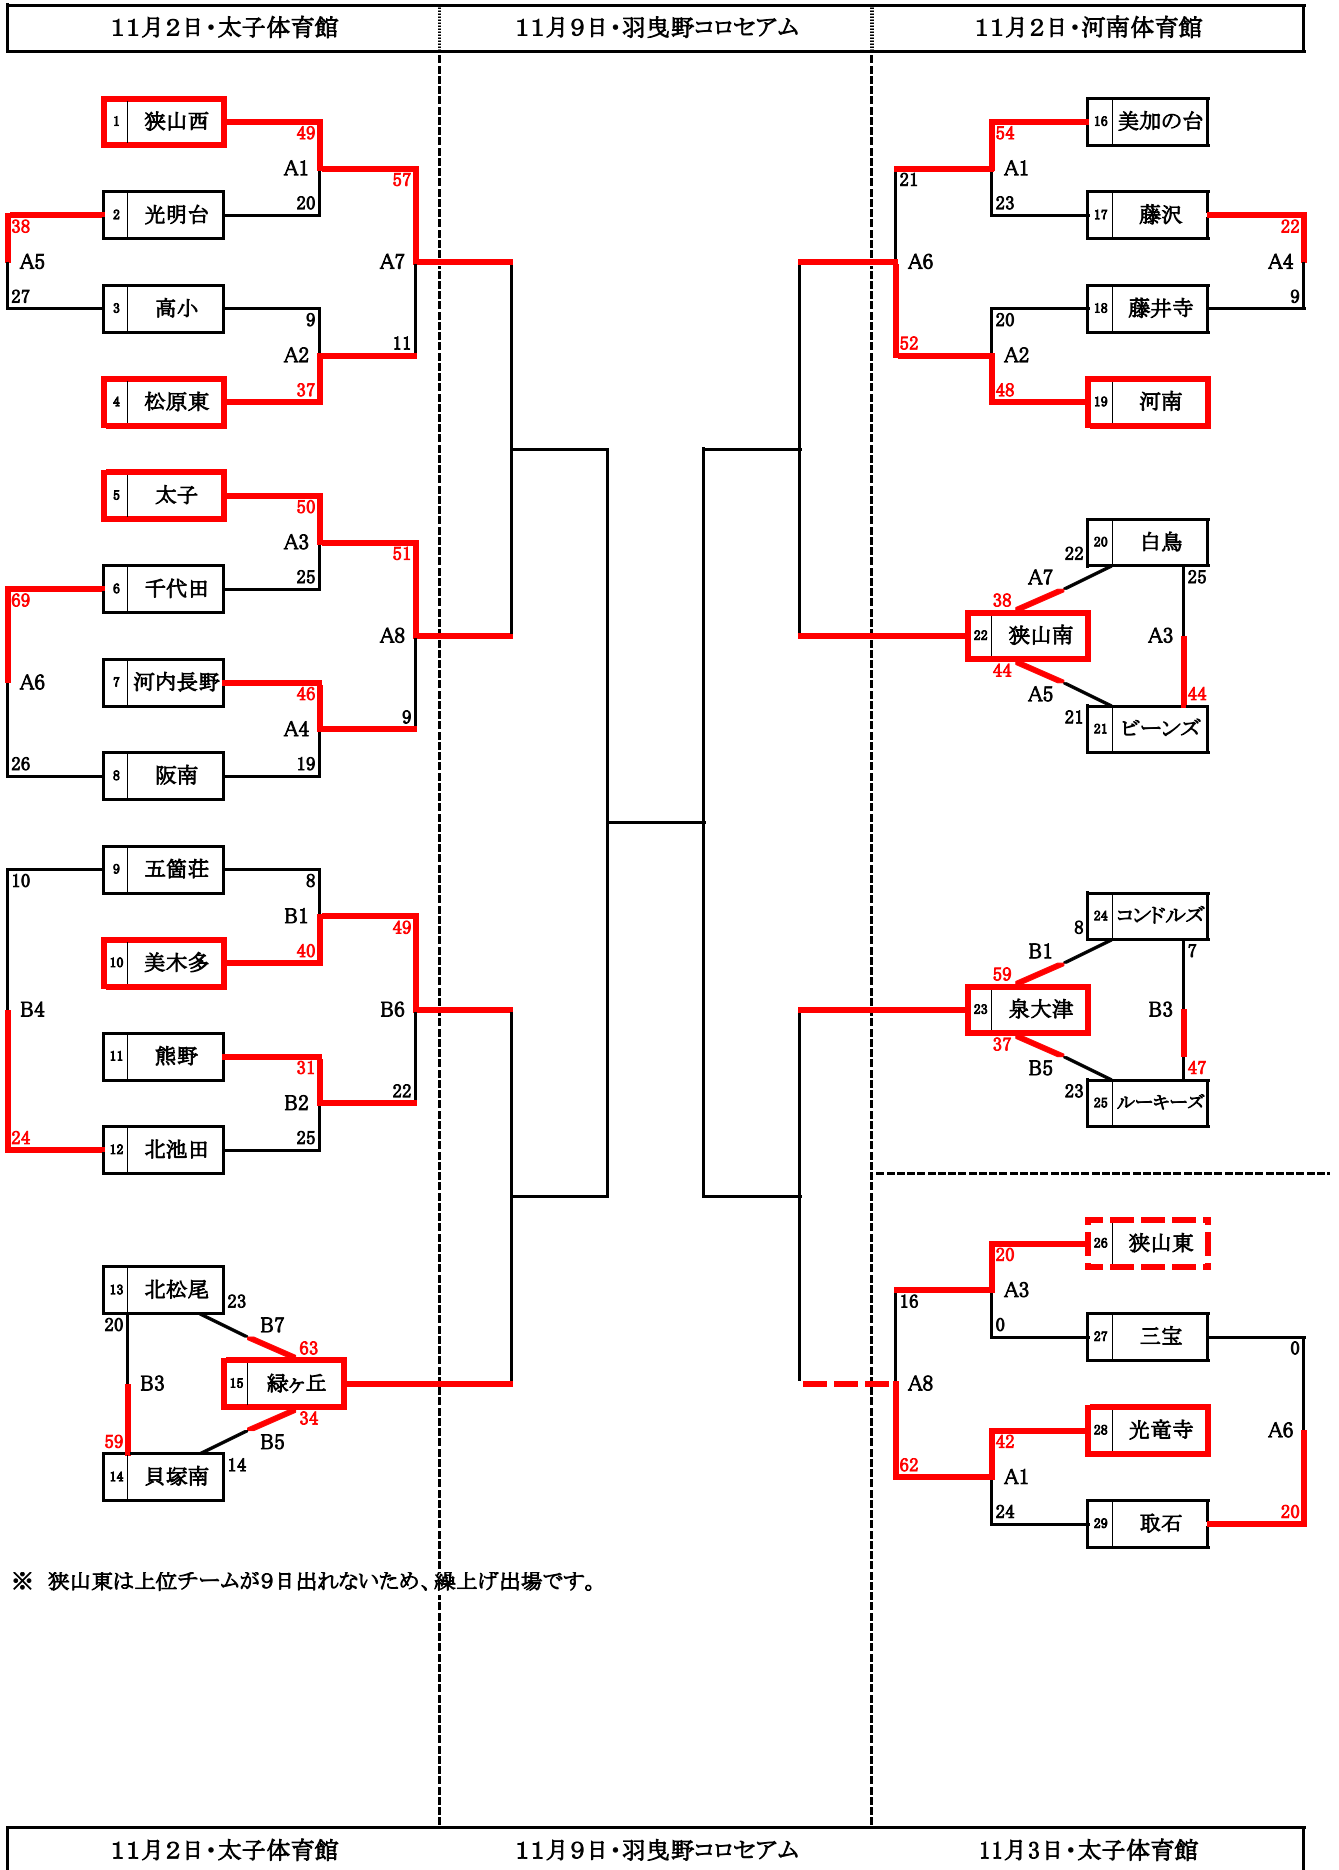 11月2日・太子体育館 11月9日・羽曳野コロセアム 11月2日・河南体育館
1 狭山西
49
A1
57
20
2 光明台
38
A5
27
A7
3 高小
9
A2
11
37
4 松原東
5 太子
50
A3
51
25
6 千代田
69
A8
A6
7 河内長野
46
A4
9
26
19
8 阪南
9 五箇荘
10
8
B1
49
40
10 美木多
B4
B6
11 熊野
31
B2
22
24
25
12 北池田
13 北松尾
23
20
B7
63
B3
15 緑ヶ丘
34
59
B5
14
14 貝塚南
16 美加の台
54
A1
21
23
17 藤沢
22
A6
A4
18 藤井寺
9
20
A2
52
48
19 河南
20 白鳥
22
25
A7
38
22 狭山南
A3
44
A5
44
21
21 ビーンズ
24 コンドルズ
8
7
B1
59
23 泉大津
B3
37
B5
47
23
25 ルーキーズ
26 狭山東
20
A3
16
0
27 三宝
0
A8
28 光竜寺
42
A6
62
A1
24
20
29 取石
※ 狭山東は上位チームが9日出れないため、繰上げ出場です。
11月2日・太子体育館 11月9日・羽曳野コロセアム 11月3日・太子体育館